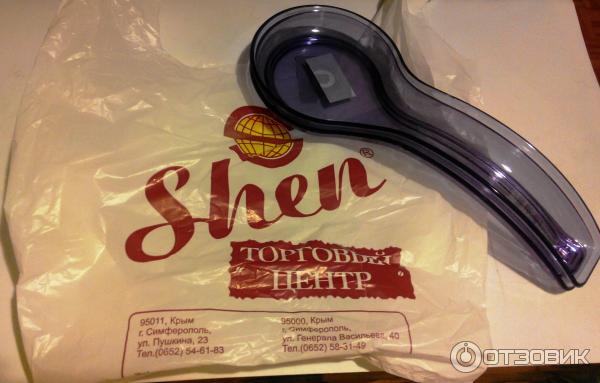 Shen®
ТОРГОВЫЙ
ЦЕНТР
95011, Крым
г. Симферополь,
ул. Пушкина, 23
Тел.(0652) 54-61-83
95000, Крым
г. Симферополь,
ул. Генерала Васильева, 40
Тел.(0652) 58-31-49
ОТЗОВИК